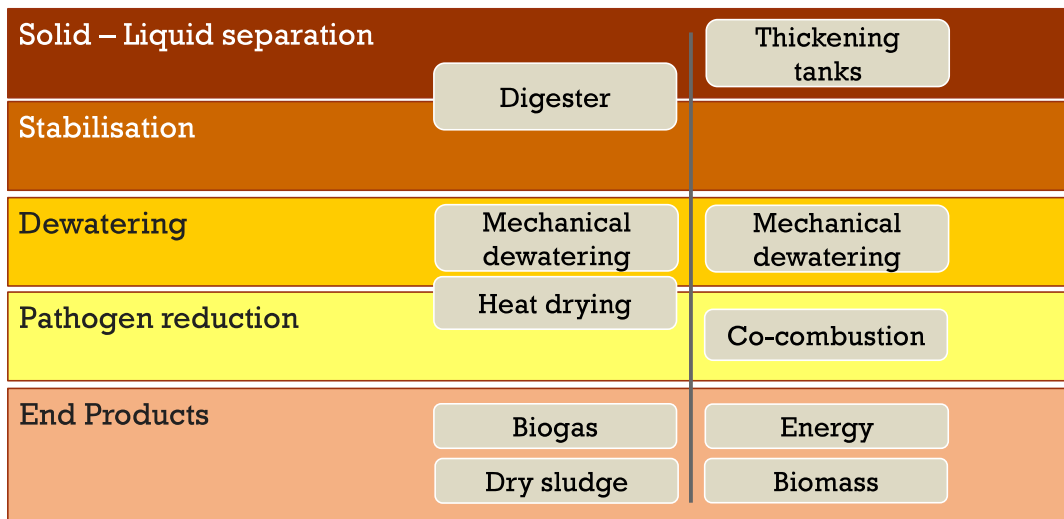 Solid – Liquid separation
Thickening
tanks
Digester
Stabilisation
Dewatering
Mechanical
dewatering
Mechanical
dewatering
Heat drying
Pathogen reduction
Co-combustion
End Products
Biogas
Energy
Dry sludge
Biomass